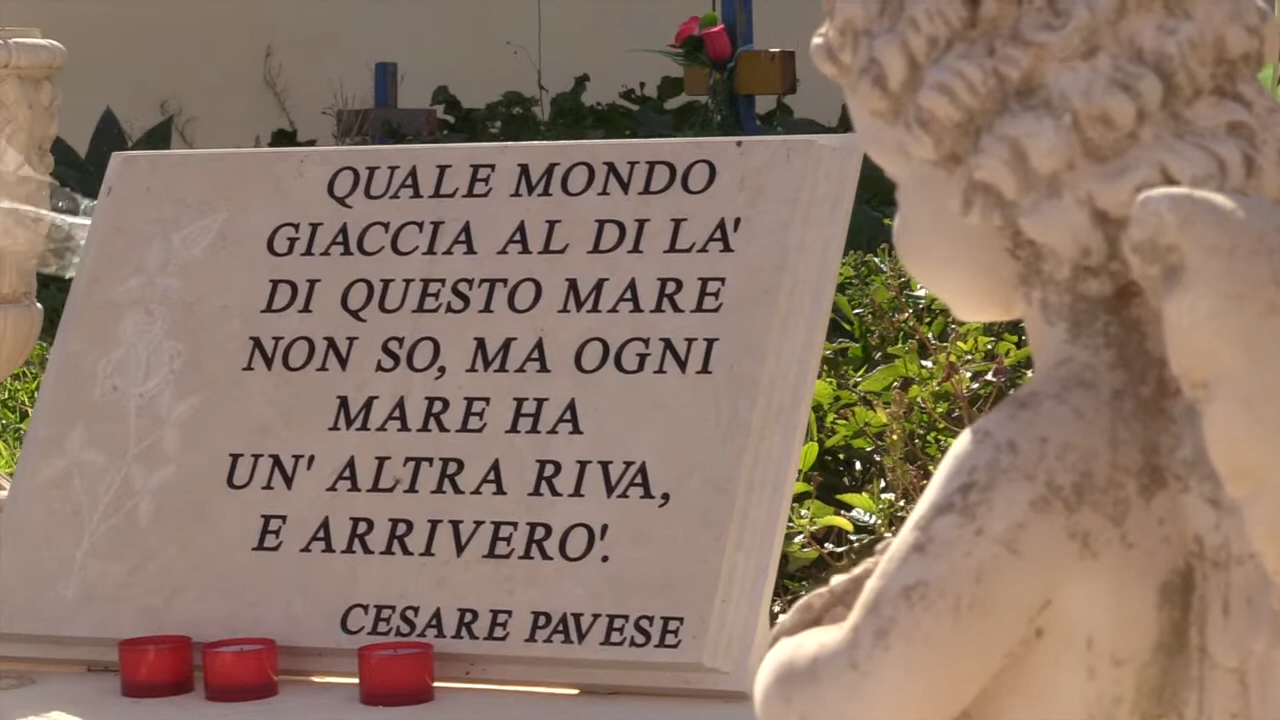 QUALE MONDO
GIACCIA AL DI LA'
DI QUESTO MARE
NON SO, MA OGNI
MARE HA
UN' ALTRA RIVA,
E ARRIVERO'.
CESARE PAVESE